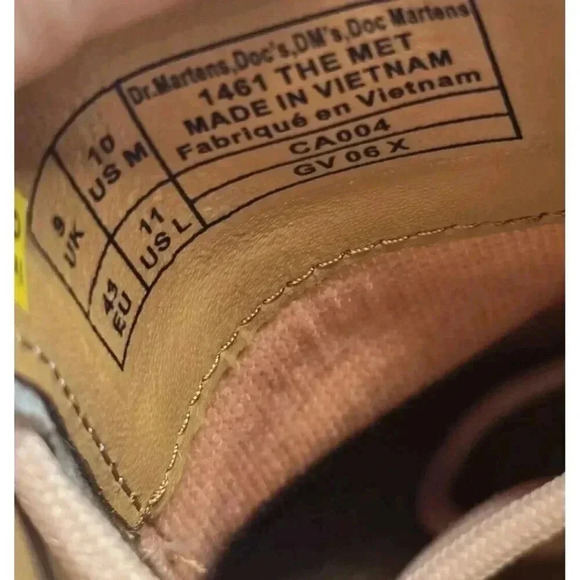 Dr.Martens,Doc's,DM's,Doc Martens
1461 THE MET
MADE IN VIETNAM
Fabriqué en Vietnam
CA004
GV 06 X
10
US M
9
UK
11
US L
43
EU